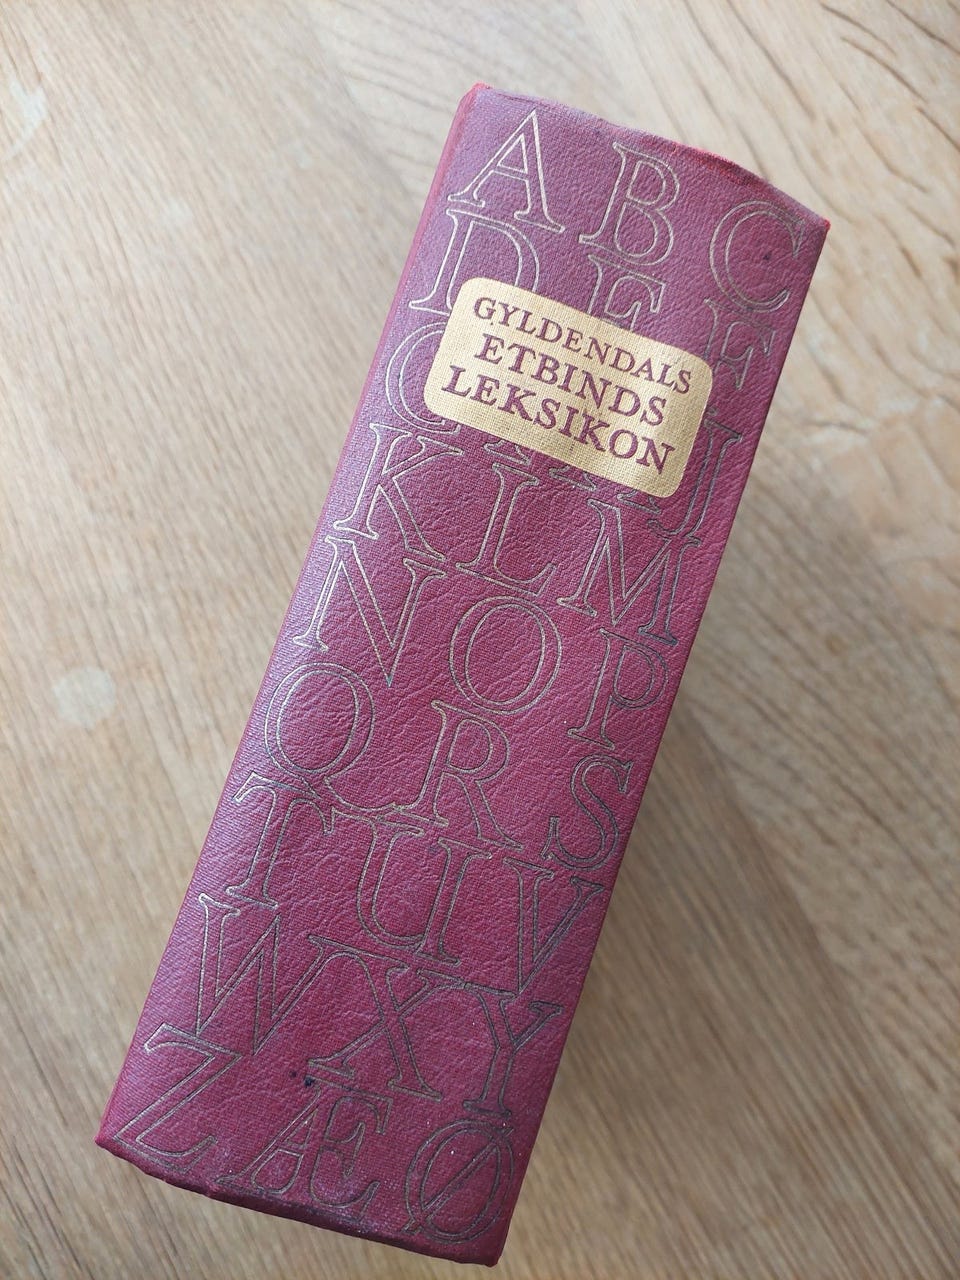 A B C
D E F
GYLDENDALS
ETBINDS
LEKSIKON
G J
K L M
N O P
Q R S
T U V
W X Y
Z Æ Ø